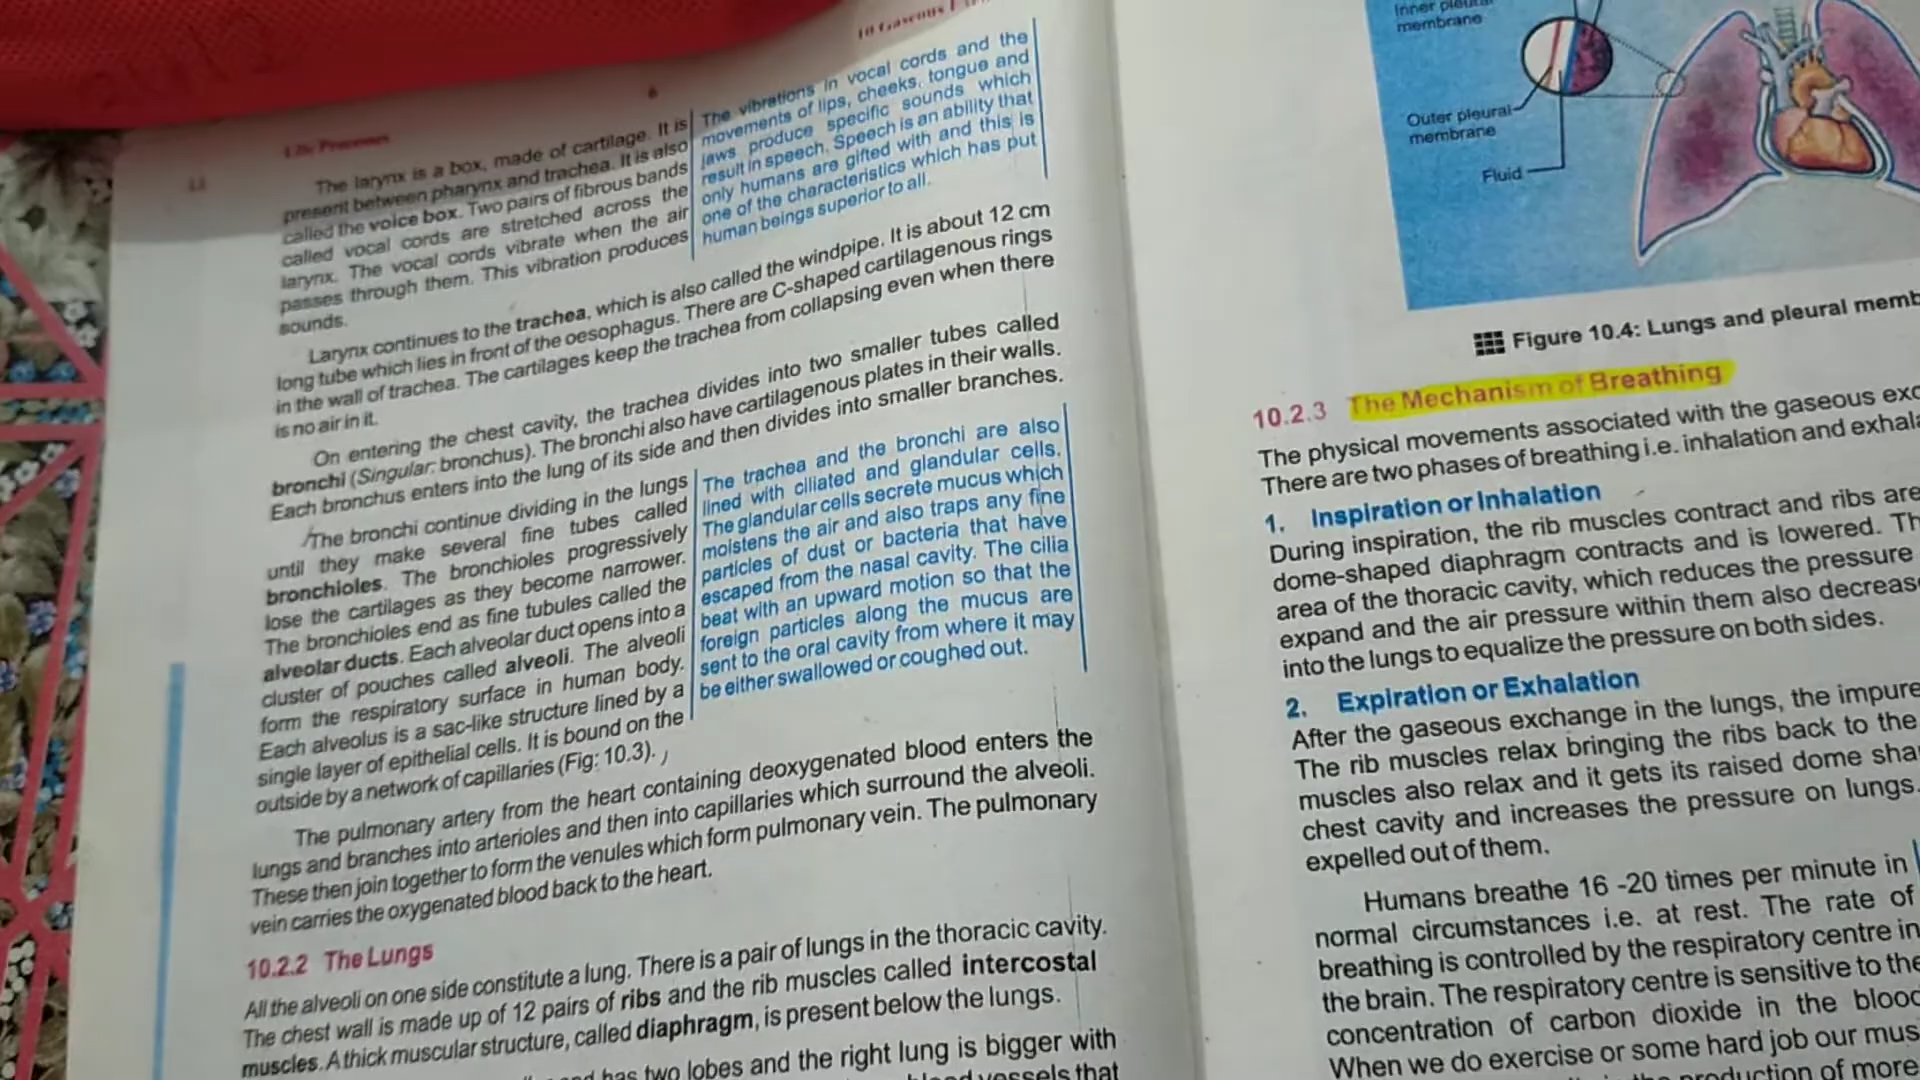 10 Gaseous
Life Processes
The larynx is a box, made of cartilage. It is
present between pharynx and trachea. It is also
called the voice box. Two pairs of fibrous bands
called vocal cords are stretched across the
larynx. The vocal cords vibrate when the air
passes through them. This vibration produces
sounds.
The vibrations in vocal cords and the
movements of lips, cheeks, tongue and
jaws produce specific sounds which
result in speech. Speech is an ability that
only humans are gifted with and this is
one of the characteristics which has put
human beings superior to all.
Larynx continues to the trachea, which is also called the windpipe. It is about 12 cm
long tube which lies in front of the oesophagus. There are C-shaped cartilagenous rings
in the wall of trachea. The cartilages keep the trachea from collapsing even when there
is no air in it.
On entering the chest cavity, the trachea divides into two smaller tubes called
bronchi (Singular: bronchus). The bronchi also have cartilagenous plates in their walls.
Each bronchus enters into the lung of its side and then divides into smaller branches.
The bronchi continue dividing in the lungs
until they make several fine tubes called
bronchioles. The bronchioles progressively
lose the cartilages as they become narrower.
The bronchioles end as fine tubules called the
alveolar ducts. Each alveolar duct opens into a
cluster of pouches called alveoli. The alveoli
form the respiratory surface in human body.
Each alveolus is a sac-like structure lined by a
single layer of epithelial cells. It is bound on the
outside by a network of capillaries (Fig: 10.3).
The trachea and the bronchi are also
lined with ciliated and glandular cells.
The glandular cells secrete mucus which
moistens the air and also traps any fine
particles of dust or bacteria that have
escaped from the nasal cavity. The cilia
beat with an upward motion so that the
foreign particles along the mucus are
sent to the oral cavity from where it may
be either swallowed or coughed out.
The pulmonary artery from the heart containing deoxygenated blood enters the
lungs and branches into arterioles and then into capillaries which surround the alveoli.
These then join together to form the venules which form pulmonary vein. The pulmonary
vein carries the oxygenated blood back to the heart.
10.2.2 The Lungs
All the alveoli on one side constitute a lung. There is a pair of lungs in the thoracic cavity.
The chest wall is made up of 12 pairs of ribs and the rib muscles called intercostal
muscles. A thick muscular structure, called diaphragm, is present below the lungs.
has two lobes and the right lung is bigger with
vessels that
Inner pleural
membrane
Outer pleural
membrane
Fluid
Figure 10.4: Lungs and pleural memb
10.2.3 The Mechanism of Breathing
The physical movements associated with the gaseous exc
There are two phases of breathing i.e. inhalation and exhala
1. Inspiration or Inhalation
During inspiration, the rib muscles contract and ribs are
dome-shaped diaphragm contracts and is lowered. Th
area of the thoracic cavity, which reduces the pressure
expand and the air pressure within them also decrease
into the lungs to equalize the pressure on both sides.
2. Expiration or Exhalation
After the gaseous exchange in the lungs, the impure
The rib muscles relax bringing the ribs back to the
muscles also relax and it gets its raised dome sha
chest cavity and increases the pressure on lungs.
expelled out of them.
Humans breathe 16 -20 times per minute in
normal circumstances i.e. at rest. The rate of
breathing is controlled by the respiratory centre in
the brain. The respiratory centre is sensitive to the
concentration of carbon dioxide in the blood
When we do exercise or some hard job our mus
production of more